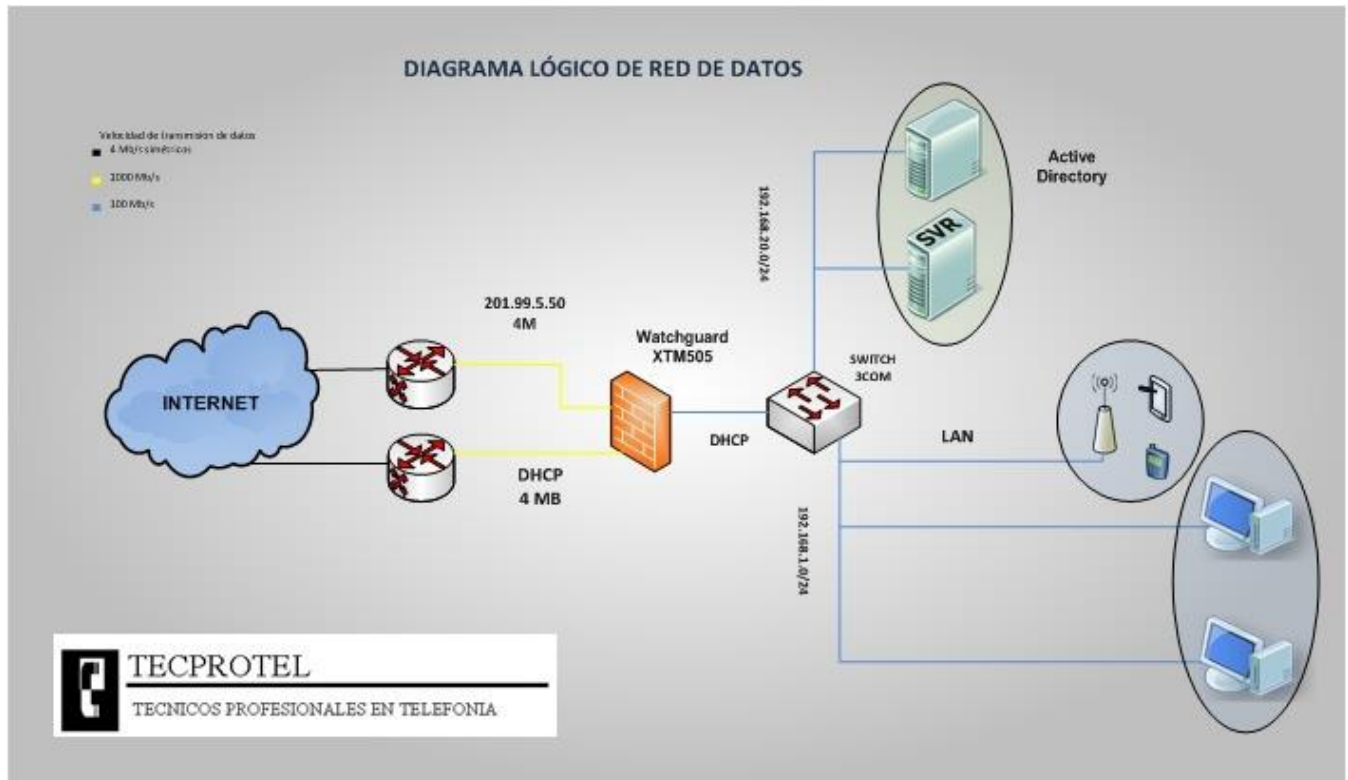 DIAGRAMA LÓGICO DE RED DE DATOS
Velocidad de transmision de datos
4 Mb/s simétricos
1000 Mb/s
100 Mb/s
Active
Directory
192.168.20.0/24
SVR
201.99.5.50
4M
Watchguard
XTM505
SWITCH
3COM
INTERNET
DHCP
LAN
DHCP
4 MB
192.168.1.0/24
TECPROTEL
TECNICOS PROFESIONALES EN TELEFONIA